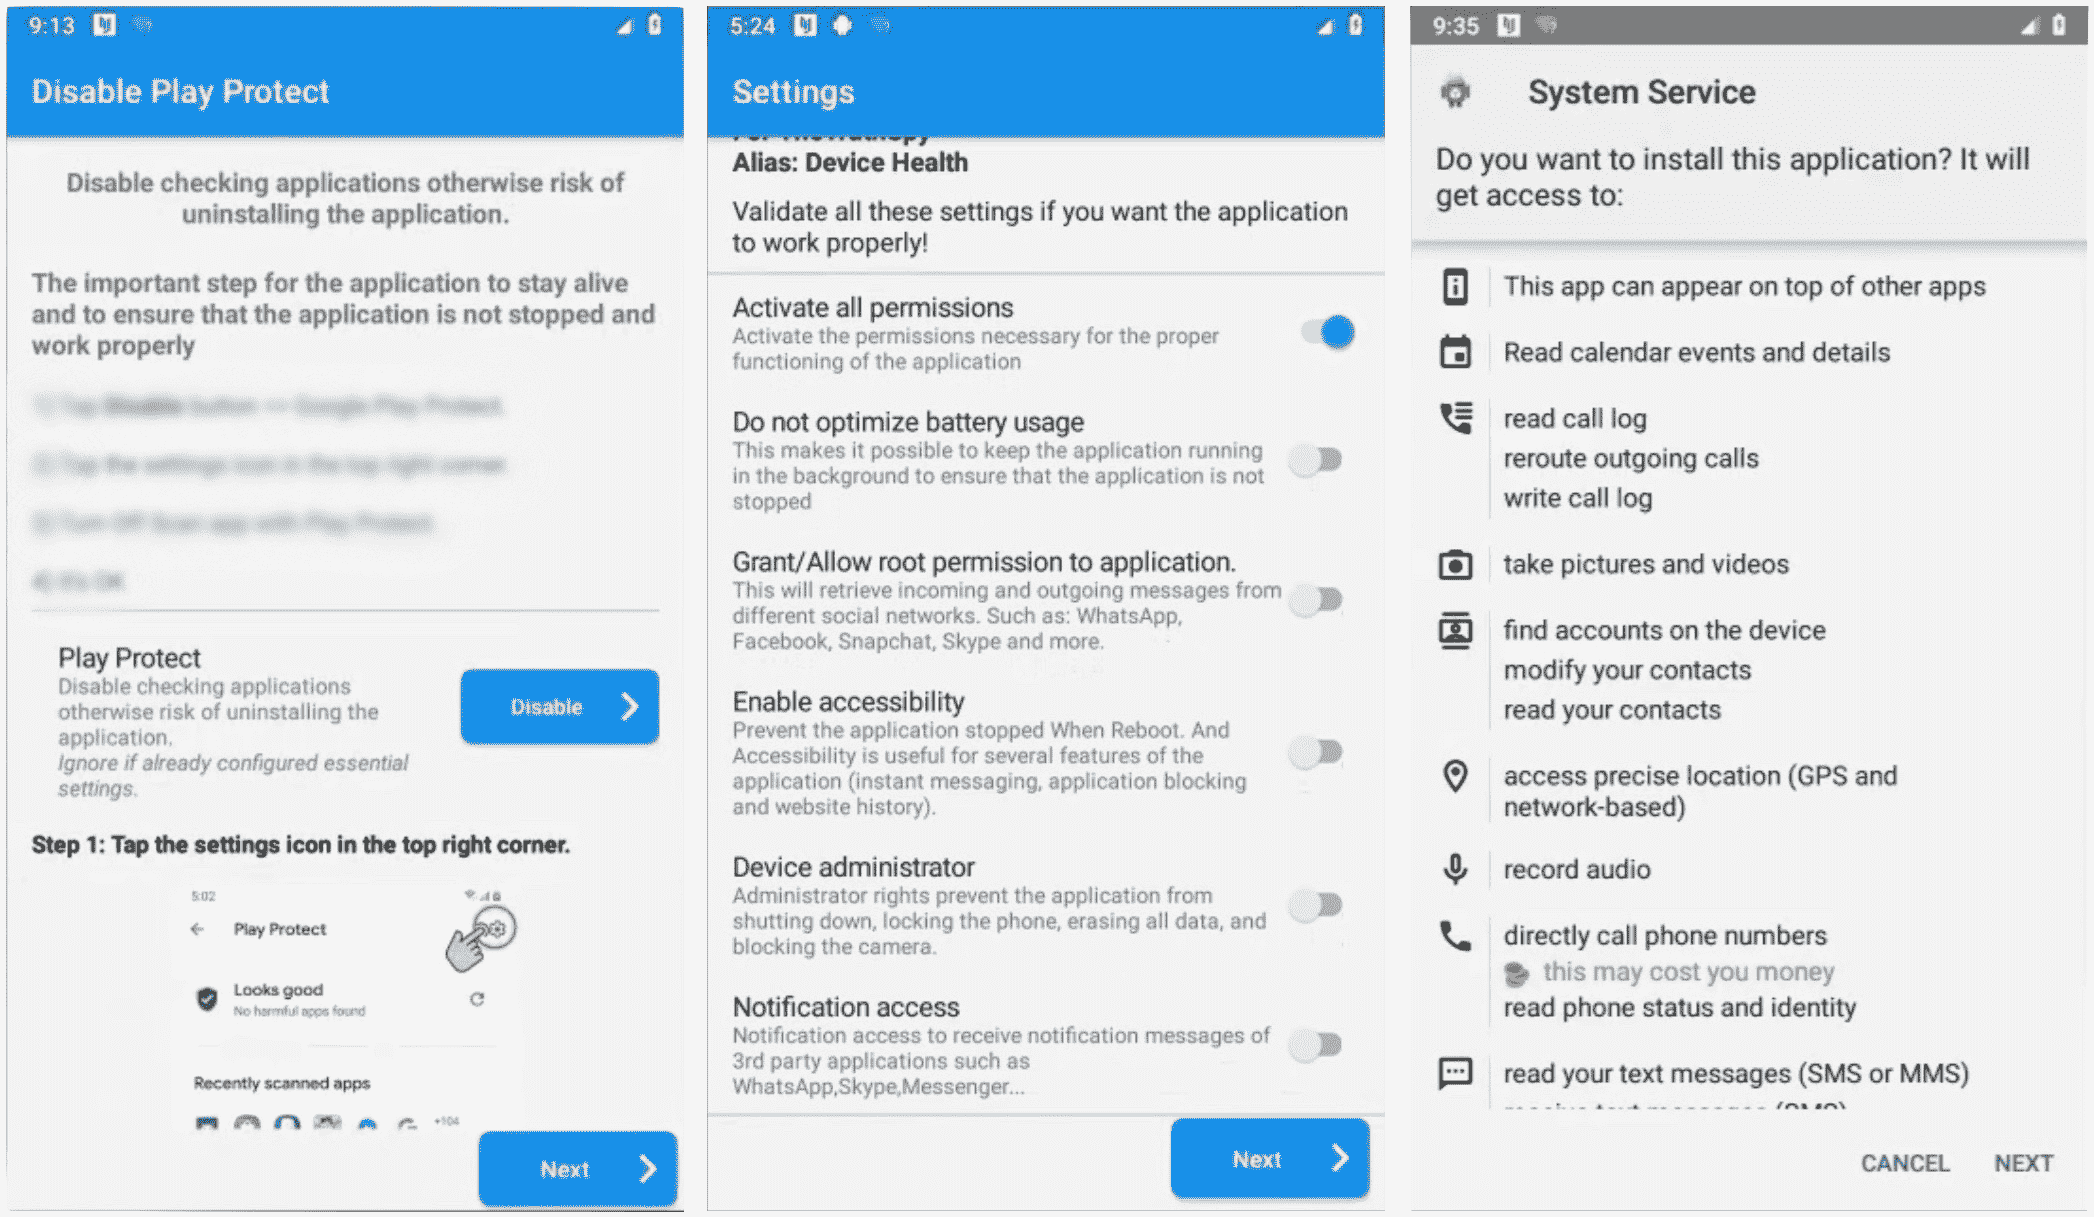 9:13
Disable Play Protect
Disable checking applications otherwise risk of
uninstalling the application.
The important step for the application to stay alive
and to ensure that the application is not stopped and
work properly
Play Protect
Disable checking applications
otherwise risk of uninstalling the
application.
Ignore if already configured essential
settings.
Disable
Step 1: Tap the settings icon in the top right corner.
5:02
Play Protect
Looks good
No harmful apps found
Recently scanned apps
+104
Next
5:24
Settings
Alias: Device Health
Validate all these settings if you want the application
to work properly!
Activate all permissions
Activate the permissions necessary for the proper
functioning of the application
Do not optimize battery usage
This makes it possible to keep the application running
in the background to ensure that the application is not
stopped
Grant/Allow root permission to application.
This will retrieve incoming and outgoing messages from
different social networks. Such as: WhatsApp,
Facebook, Snapchat, Skype and more.
Enable accessibility
Prevent the application stopped When Reboot. And
Accessibility is useful for several features of the
application (instant messaging, application blocking
and website history).
Device administrator
Administrator rights prevent the application from
shutting down, locking the phone, erasing all data, and
blocking the camera.
Notification access
Notification access to receive notification messages of
3rd party applications such as
WhatsApp,Skype,Messenger...
Next
9:35
System Service
Do you want to install this application? It will
get access to:
This app can appear on top of other apps
Read calendar events and details
read call log
reroute outgoing calls
write call log
take pictures and videos
find accounts on the device
modify your contacts
read your contacts
access precise location (GPS and
network-based)
record audio
directly call phone numbers
this may cost you money
read phone status and identity
read your text messages (SMS or MMS)
CANCEL
NEXT